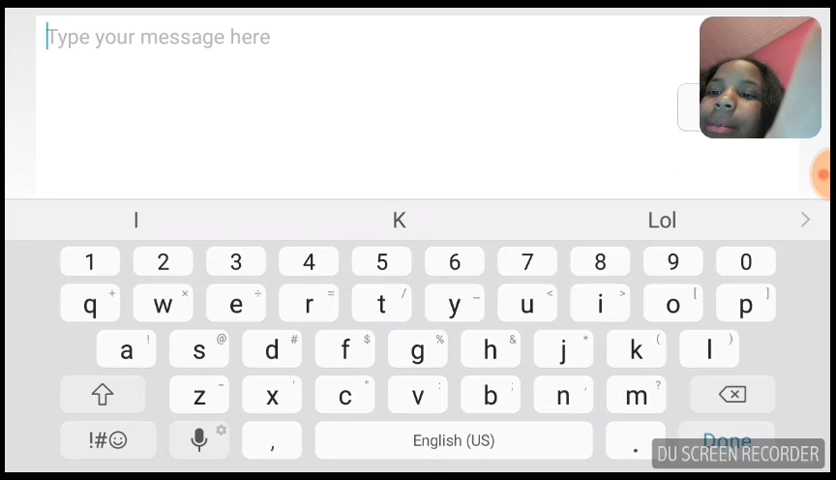 Type your message here
I K Lol >
1 2 3 4 5 6 7 8 9 0
q + w × e ÷ r = t / y _ u < i > o [ p ]
a ! s @ d # f $ g % h & j * k ( l )
z - x ' c " v : b ; n , m ?
!#☺ , English (US) . Done
DU SCREEN RECORDER